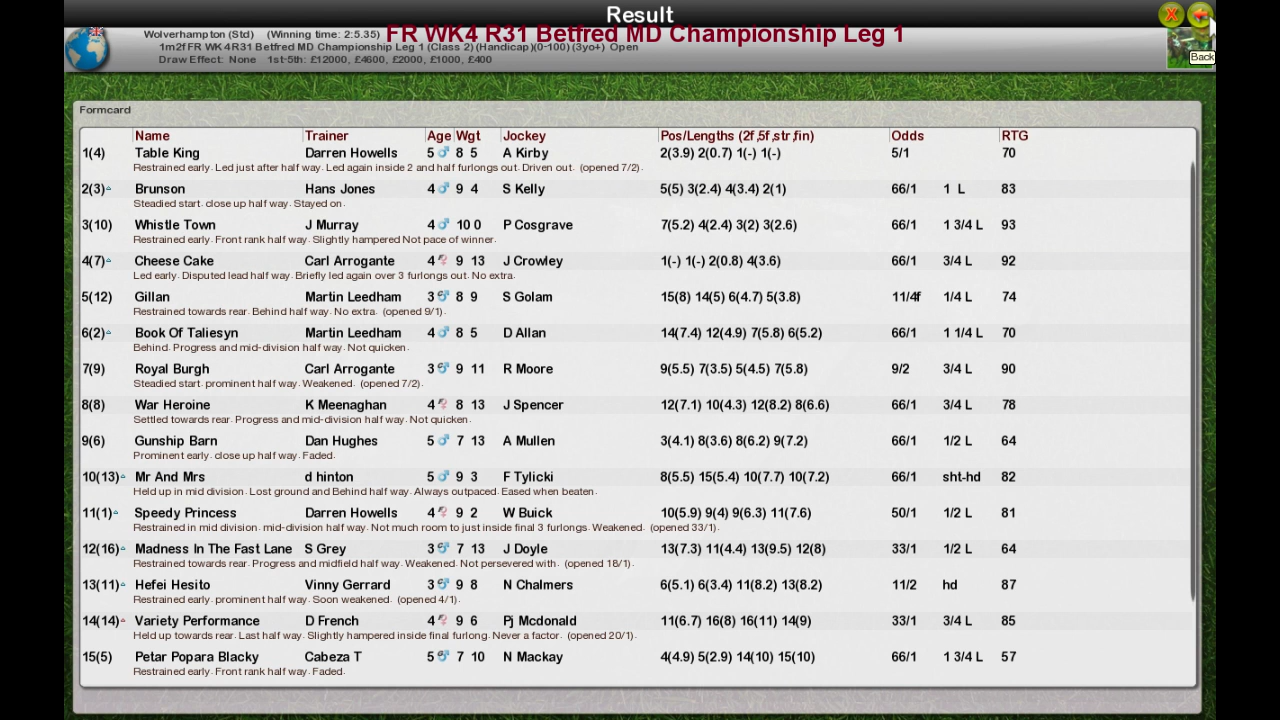 Result
Wolverhampton (Std) (Winning time: 2:5.35) FR WK4 R31 Betfred MD Championship Leg 1
1m2f FR WK4 R31 Betfred MD Championship Leg 1 (Class 2) (Handicap)(0-100) (3yo+) Open
Draw Effect: None 1st-5th: £12000, £4600, £2000, £1000, £400
Back
Formcard
Name Trainer Age Wgt Jockey Pos/Lengths (2f,5f,str,fin) Odds RTG
1(4) Table King Darren Howells 5 8 5 A Kirby 2(3.9) 2(0.7) 1(-) 1(-) 5/1 70
Restrained early. Led just after half way. Led again inside 2 and half furlongs out. Driven out. (opened 7/2).
2(3) Brunson Hans Jones 4 9 4 S Kelly 5(5) 3(2.4) 4(3.4) 2(1) 66/1 1 L 83
Steadied start. close up half way. Stayed on.
3(10) Whistle Town J Murray 4 10 0 P Cosgrave 7(5.2) 4(2.4) 3(2) 3(2.6) 66/1 1 3/4 L 93
Restrained early. Front rank half way. Slightly hampered Not pace of winner.
4(7) Cheese Cake Carl Arrogante 4 9 13 J Crowley 1(-) 1(-) 2(0.8) 4(3.6) 66/1 3/4 L 92
Led early. Disputed lead half way. Briefly led again over 3 furlongs out. No extra.
5(12) Gillan Martin Leedham 3 8 9 S Golam 15(8) 14(5) 6(4.7) 5(3.8) 11/4f 1/4 L 74
Restrained towards rear. Behind half way. No extra. (opened 9/1).
6(2) Book Of Taliesyn Martin Leedham 4 8 5 D Allan 14(7.4) 12(4.9) 7(5.8) 6(5.2) 66/1 1 1/4 L 70
Behind. Progress and mid-division half way. Not quicken.
7(9) Royal Burgh Carl Arrogante 3 9 11 R Moore 9(5.5) 7(3.5) 5(4.5) 7(5.8) 9/2 3/4 L 90
Steadied start. prominent half way. Weakened. (opened 7/2).
8(8) War Heroine K Meenaghan 4 8 13 J Spencer 12(7.1) 10(4.3) 12(8.2) 8(6.6) 66/1 3/4 L 78
Settled towards rear. Progress and mid-division half way. Not quicken.
9(6) Gunship Barn Dan Hughes 5 7 13 A Mullen 3(4.1) 8(3.6) 8(6.2) 9(7.2) 66/1 1/2 L 64
Prominent early. close up half way. Faded.
10(13) Mr And Mrs d hinton 5 9 3 F Tylicki 8(5.5) 15(5.4) 10(7.7) 10(7.2) 66/1 sht-hd 82
Held up in mid division. Lost ground and Behind half way. Always outpaced. Eased when beaten.
11(1) Speedy Princess Darren Howells 4 9 2 W Buick 10(5.9) 9(4) 9(6.3) 11(7.6) 50/1 1/2 L 81
Restrained in mid division. mid-division half way. Not much room to just inside final 3 furlongs. Weakened. (opened 33/1).
12(16) Madness In The Fast Lane S Grey 3 7 13 J Doyle 13(7.3) 11(4.4) 13(9.5) 12(8) 33/1 1/2 L 64
Restrained towards rear. Progress and midfield half way. Weakened. Not persevered with. (opened 18/1).
13(11) Hefei Hesito Vinny Gerrard 3 9 8 N Chalmers 6(5.1) 6(3.4) 11(8.2) 13(8.2) 11/2 hd 87
Restrained early. prominent half way. Soon weakened. (opened 4/1).
14(14) Variety Performance D French 4 9 6 Pj Mcdonald 11(6.7) 16(8) 16(11) 14(9) 33/1 3/4 L 85
Held up towards rear. Last half way. Slightly hampered inside final furlong. Never a factor. (opened 20/1).
15(5) Petar Popara Blacky Cabeza T 5 7 10 N Mackay 4(4.9) 5(2.9) 14(10) 15(10) 66/1 1 3/4 L 57
Restrained early. Front rank half way. Faded.